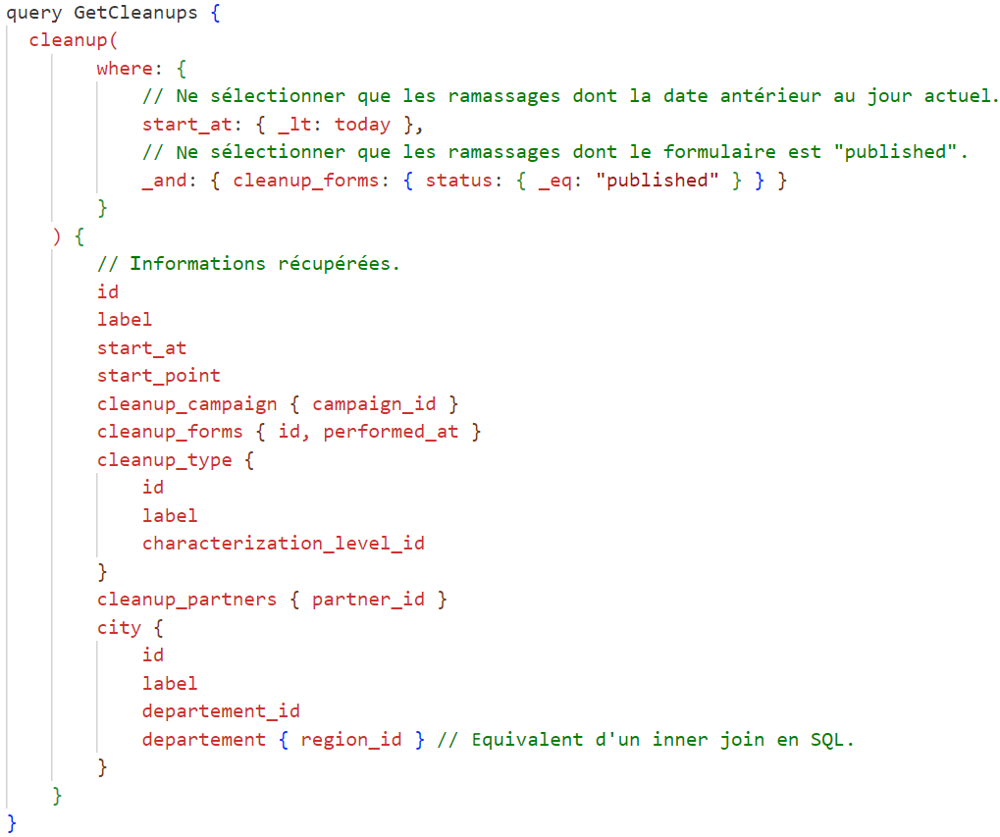 query GetCleanups {
  cleanup(
        where: {
            // Ne sélectionner que les ramassages dont la date antérieur au jour actuel.
            start_at: { _lt: today },
            // Ne sélectionner que les ramassages dont le formulaire est "published".
            _and: { cleanup_forms: { status: { _eq: "published" } } }
        }
    ) {
        // Informations récupérées.
        id
        label
        start_at
        start_point
        cleanup_campaign { campaign_id }
        cleanup_forms { id, performed_at }
        cleanup_type {
            id
            label
            characterization_level_id
        }
        cleanup_partners { partner_id }
        city {
            id
            label
            departement_id
            departement { region_id } // Equivalent d'un inner join en SQL.
        }
    }
}